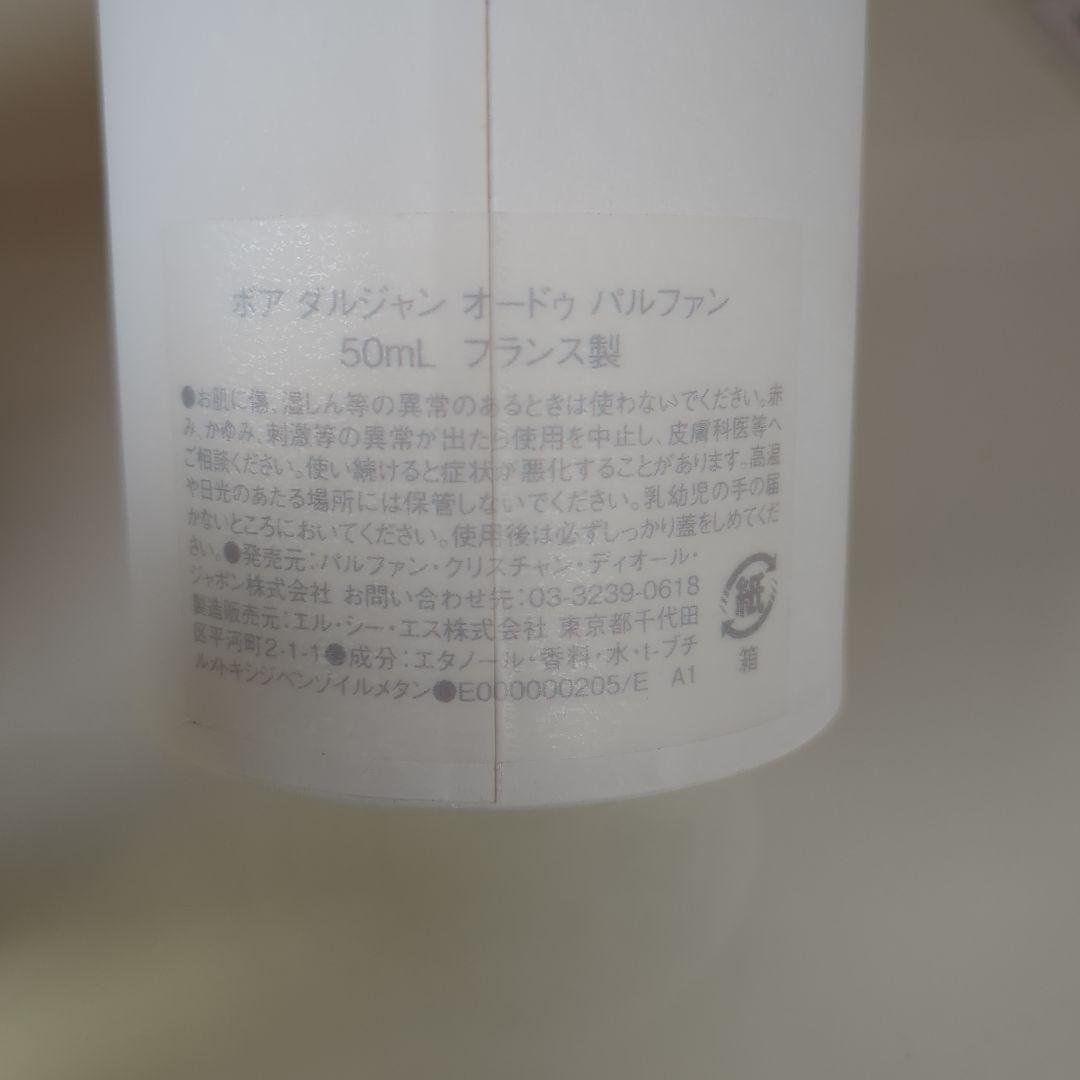 ボア ダルジャン オードゥ パルファン
50mL フランス製
●お肌に傷、湿しん等の異常のあるときは使わないでください。赤
み、かゆみ、刺激等の異常が出たら使用を中止し、皮膚科医等へ
ご相談ください。使い続けると症状が悪化することがあります。高温
や日光のあたる場所には保管しないでください。乳幼児の手の届
かないところにおいてください。使用後は必ずしっかり蓋をしめてくだ
さい。●発売元:パルファン・クリスチャン・ディオール・
ジャポン株式会社 お問い合わせ先:03-3239-0618
製造販売元:エル・シー・エス株式会社 東京都千代田
区平河町2-1-1●成分:エタノール・香料・水・t-ブチ
ルメトキシジベンゾイルメタン●E000000205/E A1
紙
箱